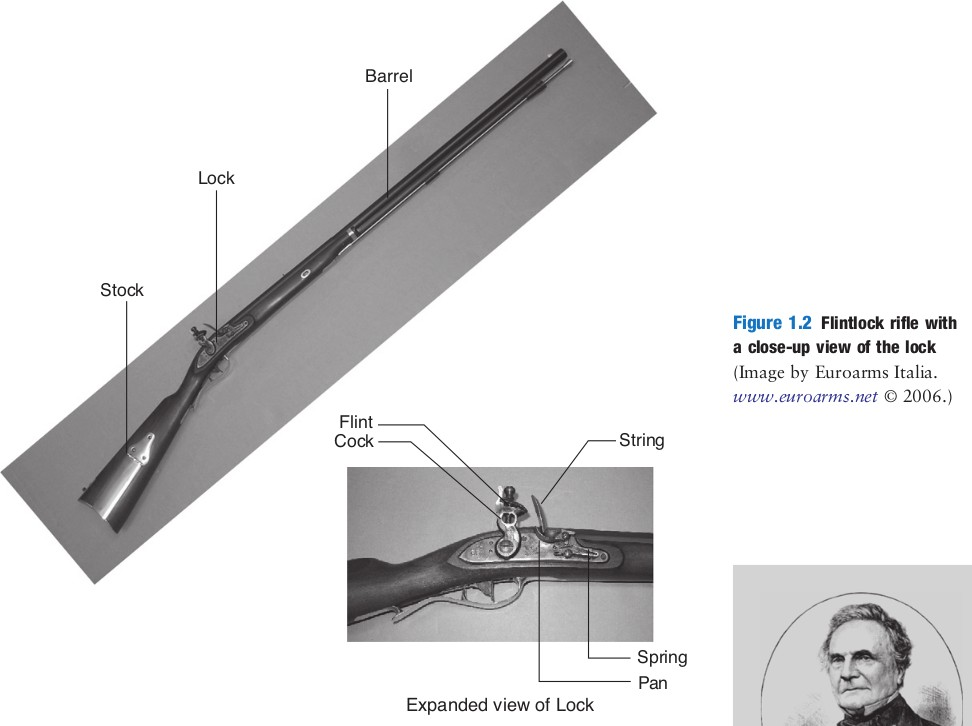 Barrel
Lock
Stock
Figure 1.2 Flintlock rifle with
a close-up view of the lock
(Image by Euroarms Italia.
www.euroarms.net © 2006.)
Flint
Cock
String
Spring
Pan
Expanded view of Lock